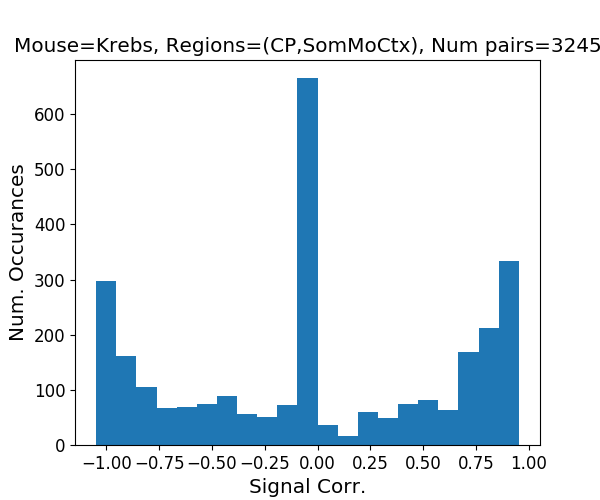 Mouse=Krebs, Regions=(CP,SomMoCtx), Num pairs=3245
600
500
400
300
200
100
0
Num. Occurances
−1.00 −0.75 −0.50 −0.25 0.00 0.25 0.50 0.75 1.00
Signal Corr.